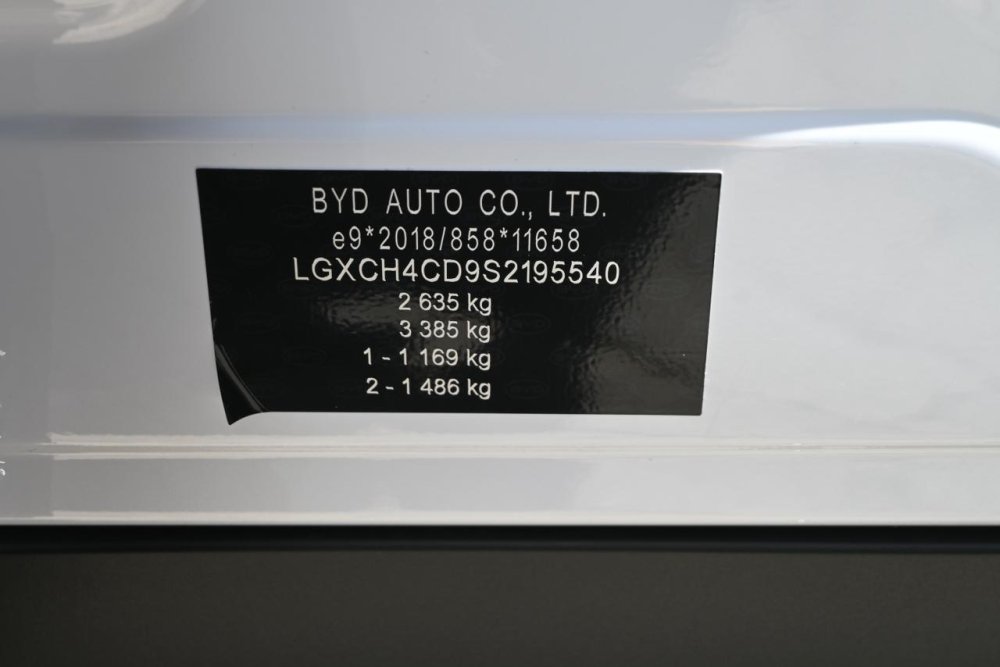 BYD AUTO CO., LTD.
e9*2018/858*11658
LGXCH4CD9S2195540
2 635 kg
3 385 kg
1 - 1 169 kg
2 - 1 486 kg